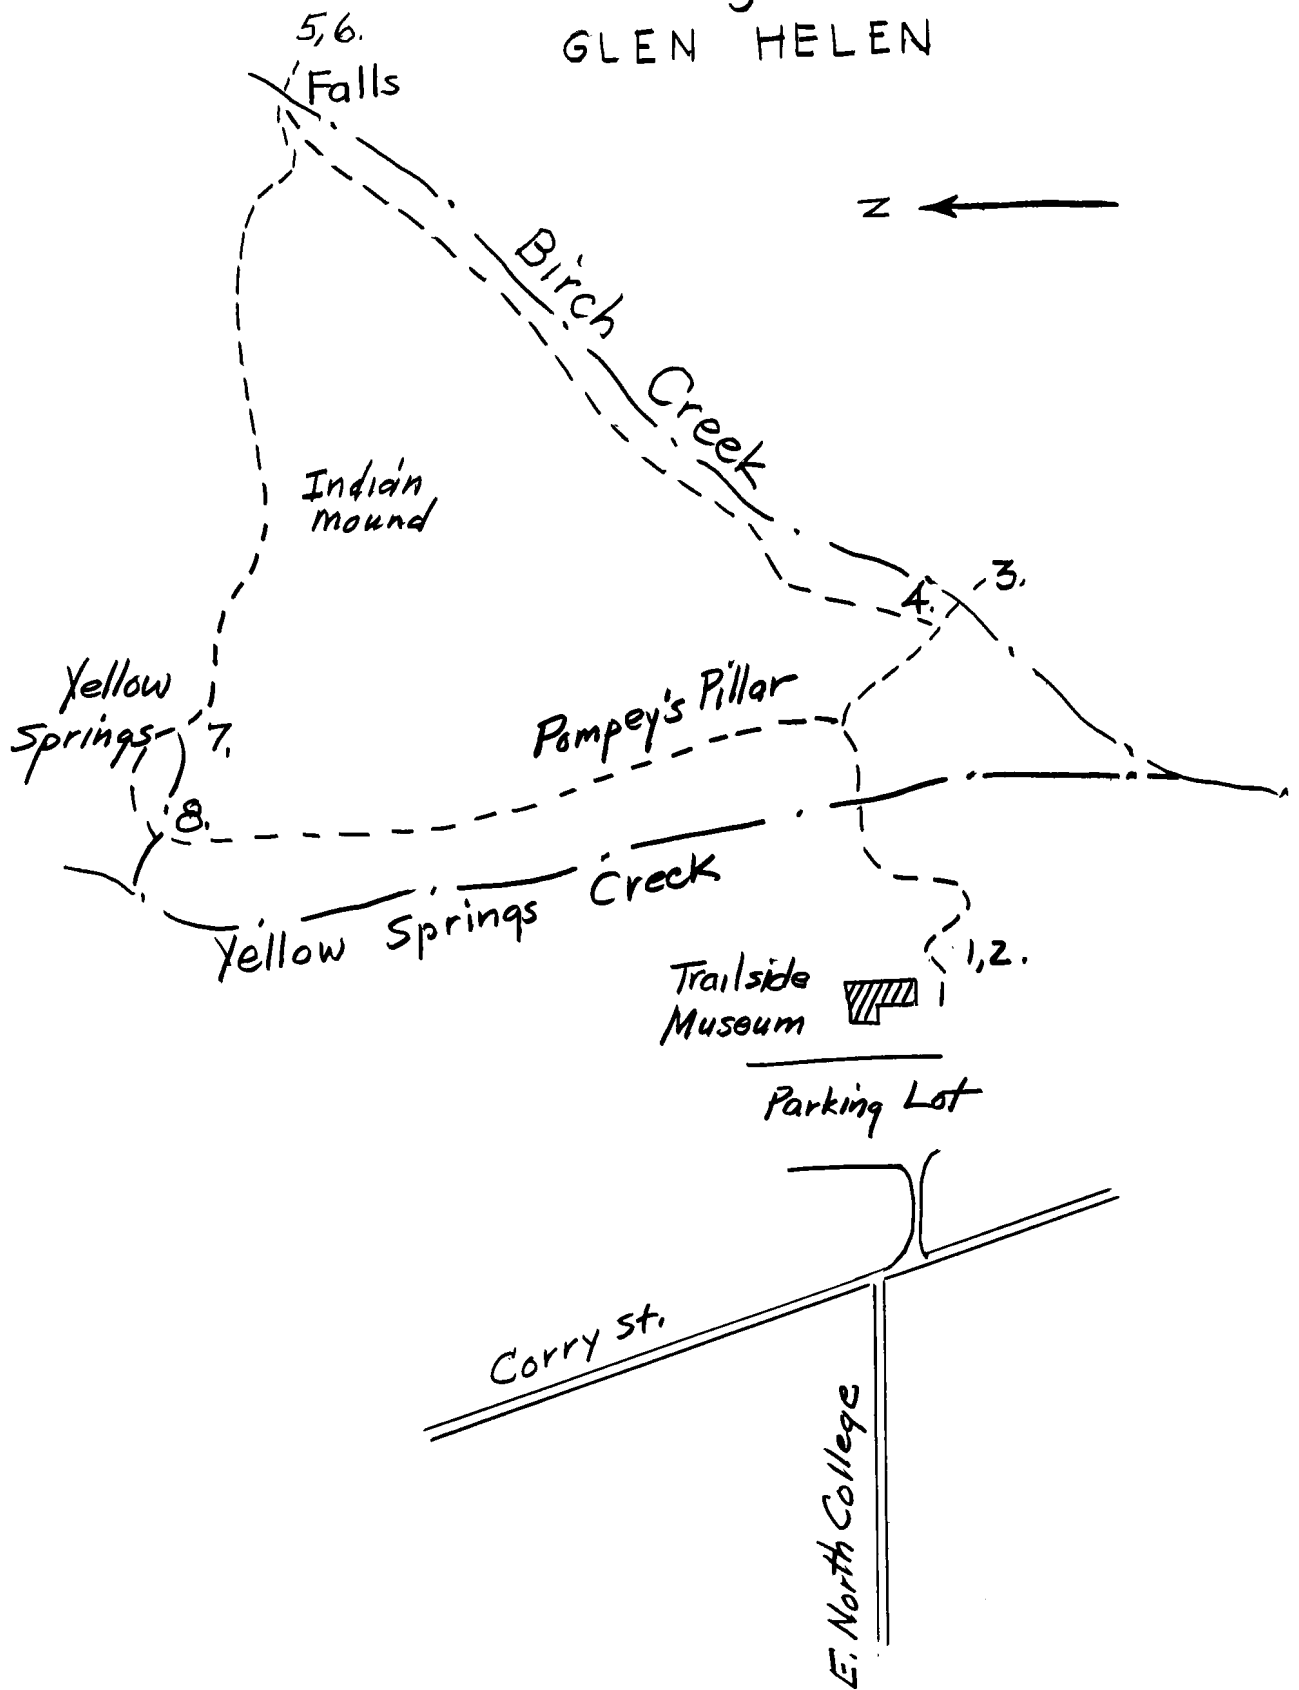 GLEN HELEN
5,6.
Falls
N
Birch
Creek
Indian
Mound
3.
4.
Yellow
Springs
7.
Pompey's Pillar
8.
Yellow Springs Creek
1,2.
Trailside
Museum
Parking Lot
Corry St.
E. North College